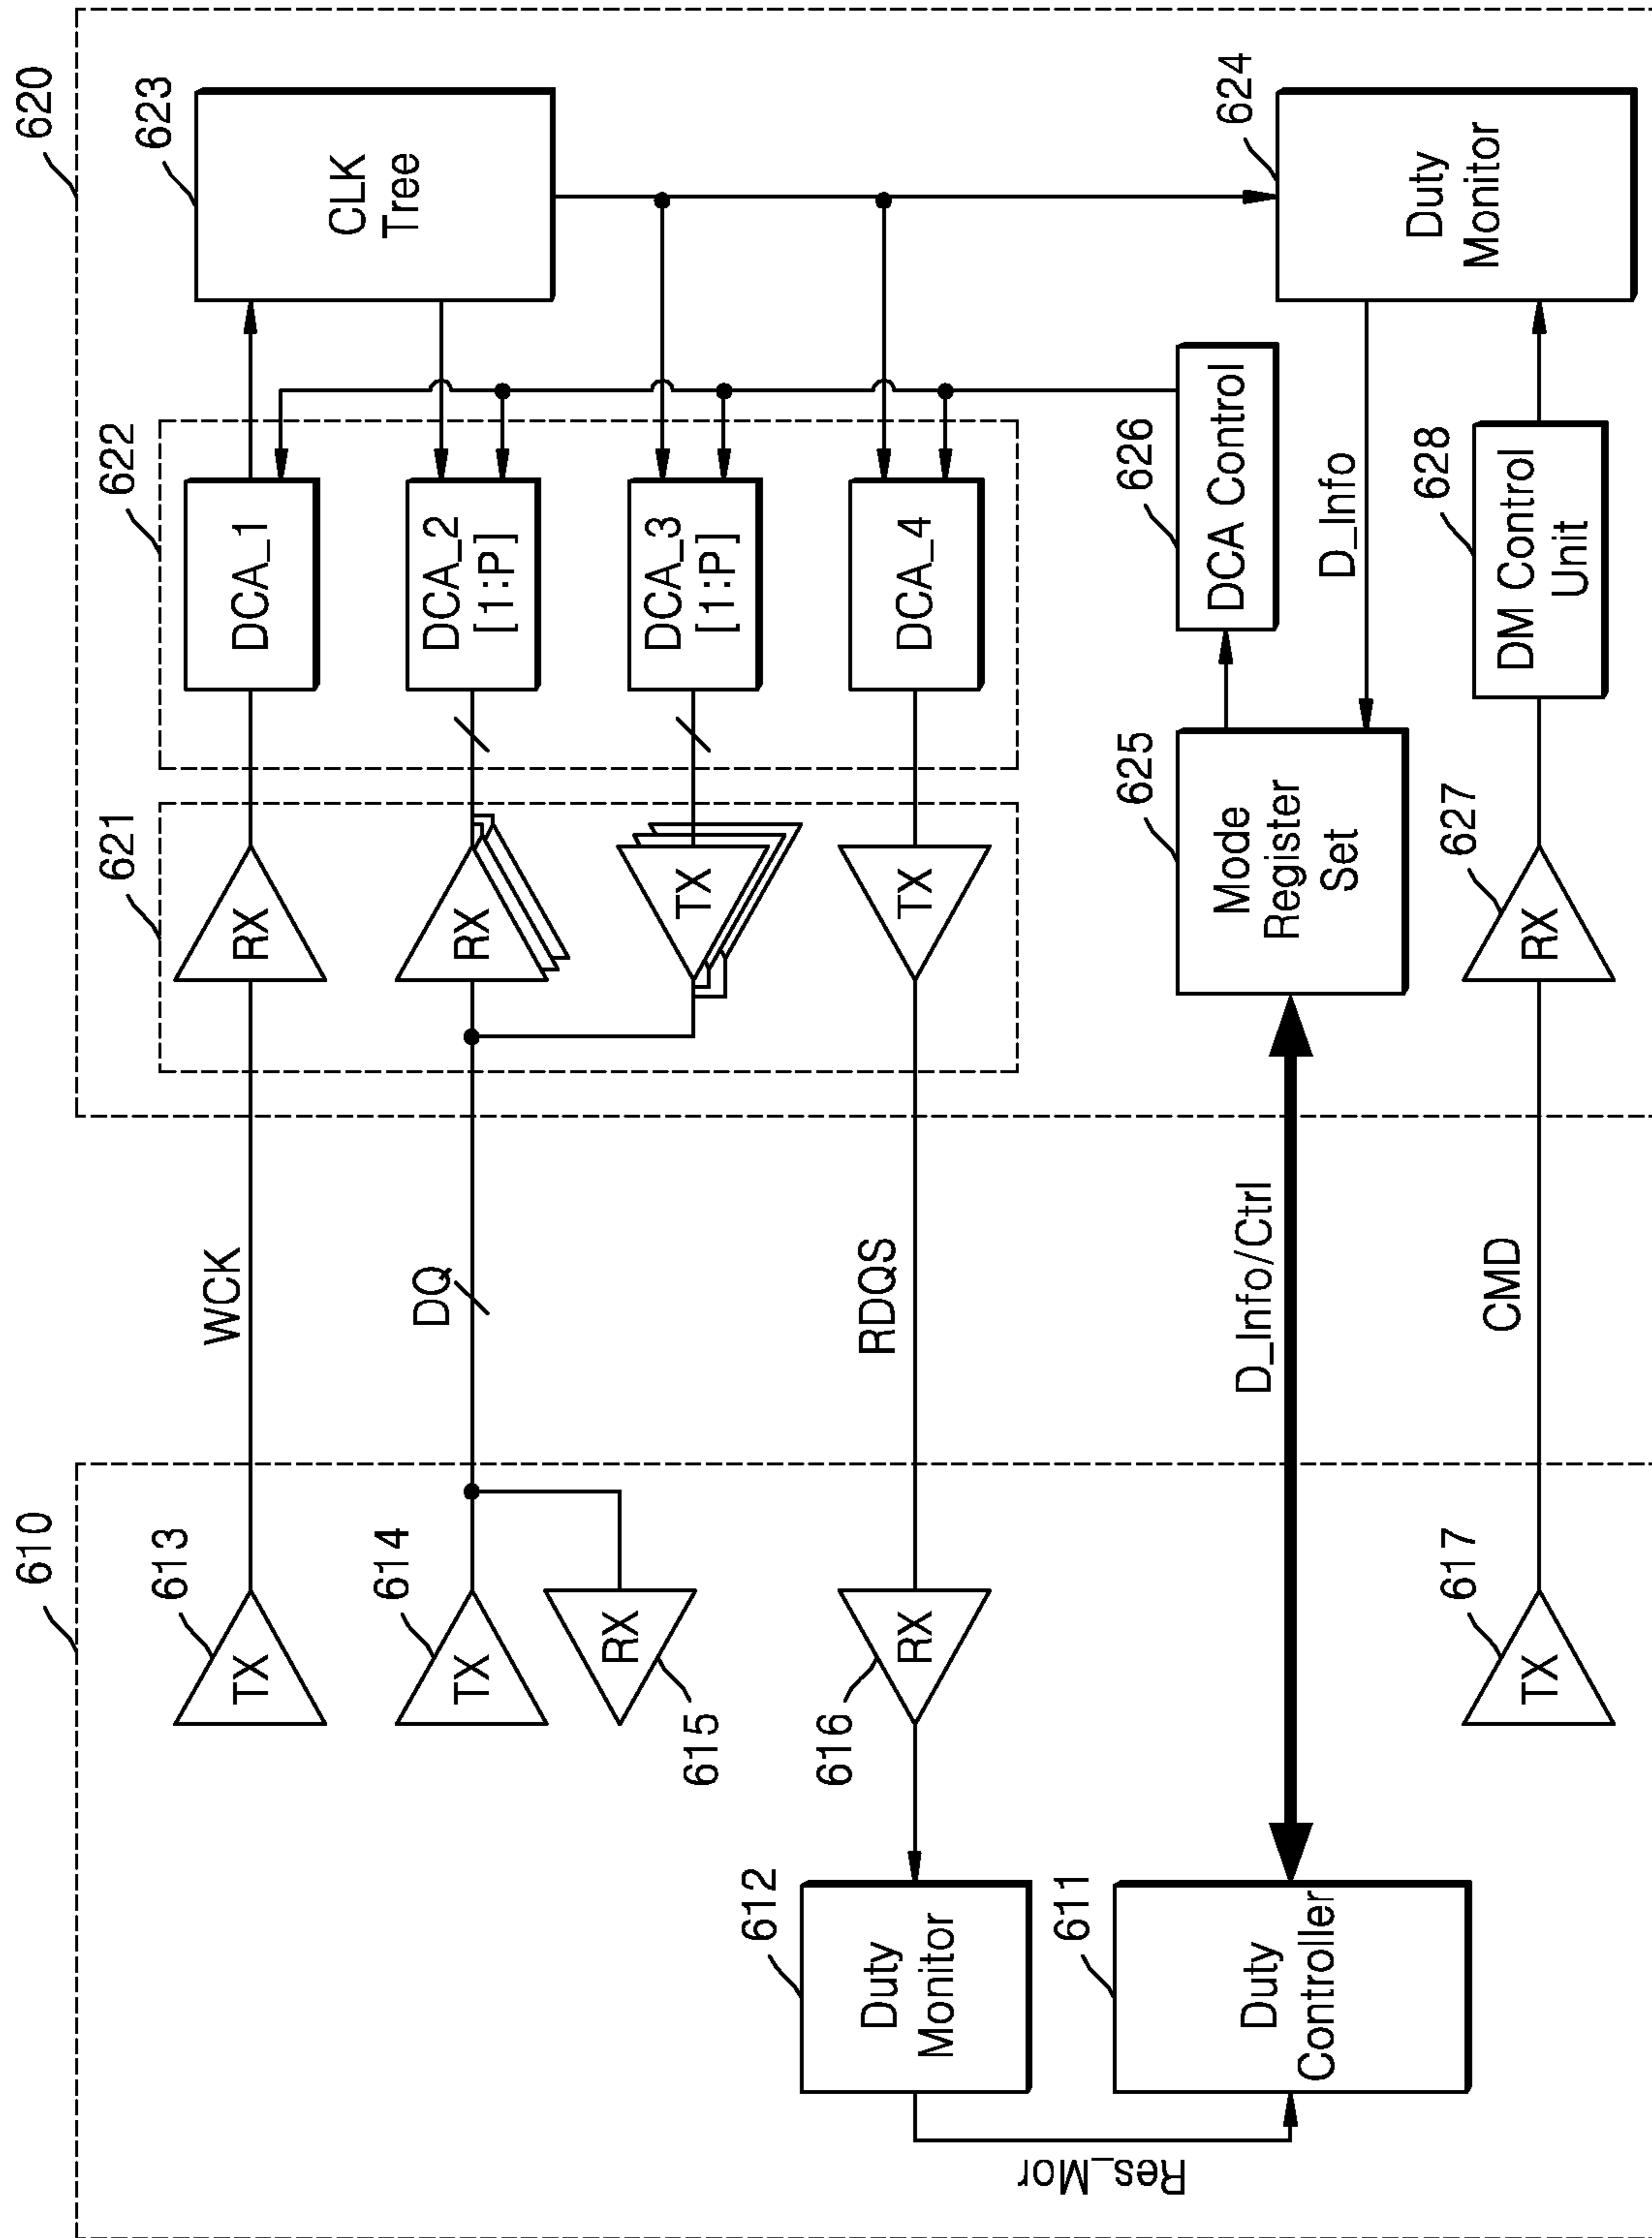 610
620
613
TX
WCK
621
RX
622
DCA_1
623
CLK
Tree
614
TX
DQ
RX
DCA_2
[1:P]
RX
615
TX
DCA_3
[1:P]
616
RX
RDQS
TX
DCA_4
612
Duty
Monitor
Res_Mor
611
Duty
Controller
D_Info/Ctrl
625
Mode
Register
Set
626
DCA Control
D_Info
624
Duty
Monitor
617
TX
CMD
627
RX
628
DM Control
Unit